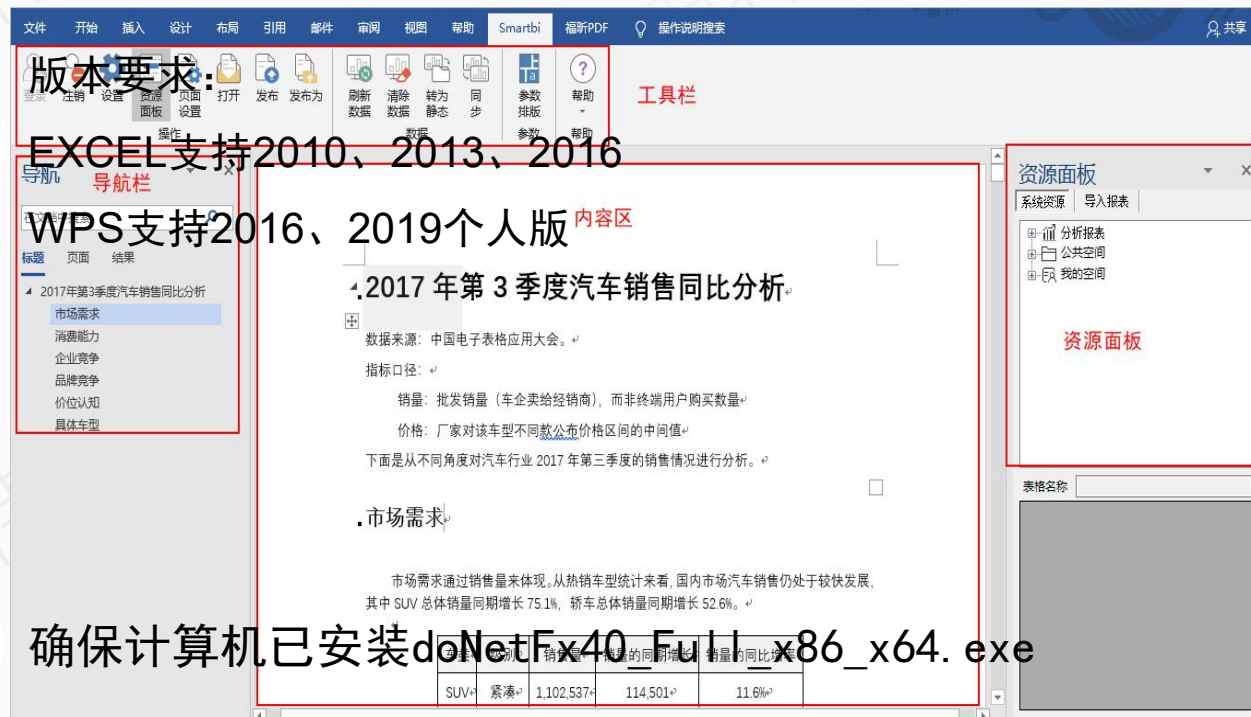 文件 开始 插入 设计 布局 引用 邮件 审阅 视图 帮助 Smartbi 福昕PDF 操作说明搜索 共享
版本要求:
登录 注销 设置 资源面板 页面设置 打开 发布 发布为 刷新数据 清除数据 转为静态 同步 参数排版 帮助
操作 数据 参数 帮助
工具栏
EXCEL支持2010、2013、2016
WPS支持2016、2019个人版
导航
导航栏
标题 页面 结果
2017年第3季度汽车销售同比分析
市场需求
消费能力
企业竞争
品牌竞争
价位认知
具体车型
内容区
2017 年第 3 季度汽车销售同比分析
数据来源：中国电子表格应用大会。
指标口径：
销量：批发销量（车企卖给经销商），而非终端用户购买数量
价格：厂家对该车型不同款公布价格区间的中间值
下面是从不同角度对汽车行业 2017 年第三季度的销售情况进行分析。
市场需求
市场需求通过销售量来体现。从热销车型统计来看，国内市场汽车销售仍处于较快发展，
其中 SUV 总体销量同期增长 75.1%，轿车总体销量同期增长 52.6%。
确保计算机已安装doNetFx40_Full_x86_x64.exe
SUV 紧凑 1,102,537 114,501 11.6%
资源面板
系统资源 导入报表
分析报表
公共空间
我的空间
资源面板
表格名称